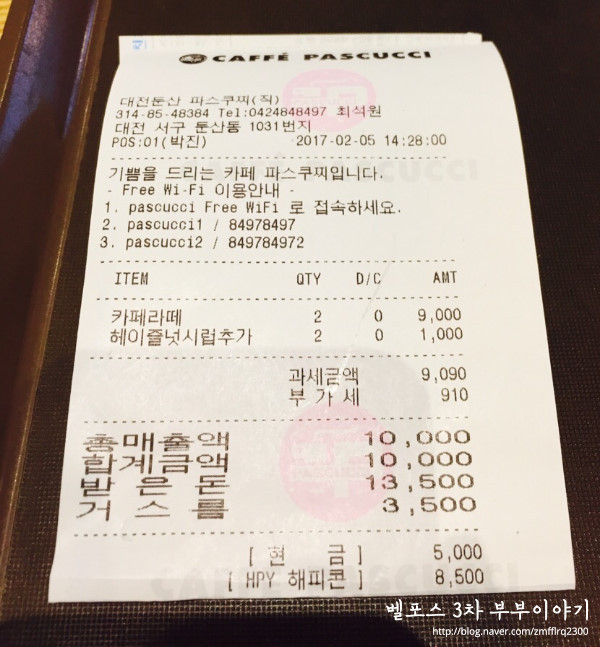 CAFFÉ PASCUCCI
대전둔산 파스쿠찌(직)
314-85-48384 Tel:0424848497 최석원
대전 서구 둔산동 1031번지
POS:01(박진) 2017-02-05 14:28:00
기쁨을 드리는 카페 파스쿠찌입니다.
- Free Wi-Fi 이용안내 -
1. pascucci Free WiFi 로 접속하세요.
2. pascucci1 / 84978497
3. pascucci2 / 849784972
ITEM QTY D/C AMT
카페라떼 2 0 9,000
헤이즐넛시럽추가 2 0 1,000
과세금액 9,090
부 가 세 910
총매출액 10,000
합계금액 10,000
받 은 돈 13,500
거 스 름 3,500
[ 현 금 ] 5,000
[ HPY 해피콘 ] 8,500
벨포스 3차 부부이야기
http://blog.naver.com/zmfflrq2300